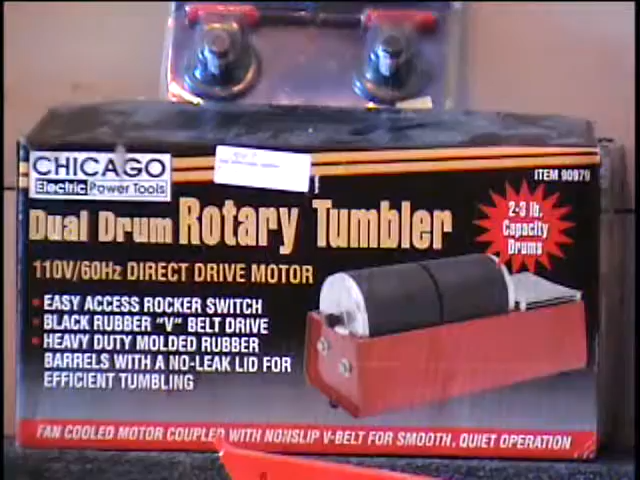 CHICAGO
Electric Power Tools
ITEM 90979
Dual Drum Rotary Tumbler
2-3 lb.
Capacity
Drums
110V/60Hz DIRECT DRIVE MOTOR
• EASY ACCESS ROCKER SWITCH
• BLACK RUBBER "V" BELT DRIVE
• HEAVY DUTY MOLDED RUBBER
BARRELS WITH A NO-LEAK LID FOR
EFFICIENT TUMBLING
FAN COOLED MOTOR COUPLED WITH NONSLIP V-BELT FOR SMOOTH, QUIET OPERATION